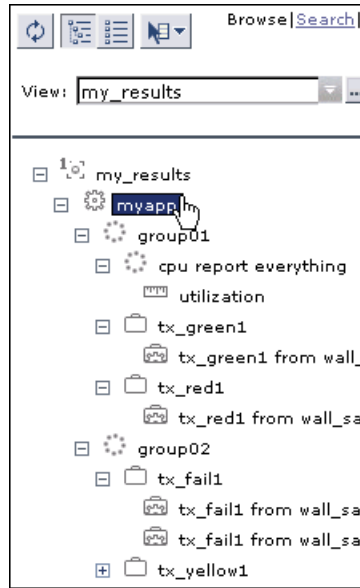 Browse|Search|
View: my_results ...
1 my_results
myapp
group01
cpu report everything
utilization
tx_green1
tx_green1 from wall_
tx_red1
tx_red1 from wall_sa
group02
tx_fail1
tx_fail1 from wall_sa
tx_fail1 from wall_sa
tx_yellow1